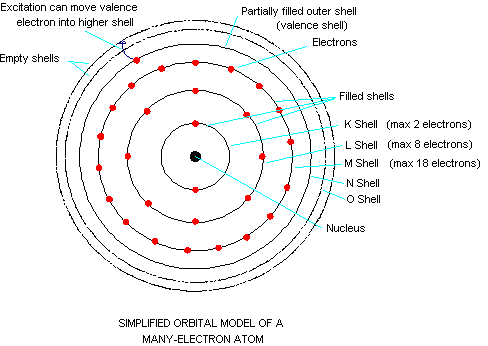 Excitation can move valence
electron into higher shell
Partially filled outer shell
(valence shell)
Electrons
Empty shells
Filled shells
K Shell (max 2 electrons)
L Shell (max 8 electrons)
M Shell (max 18 electrons)
N Shell
O Shell
Nucleus
SIMPLIFIED ORBITAL MODEL OF A
MANY-ELECTRON ATOM